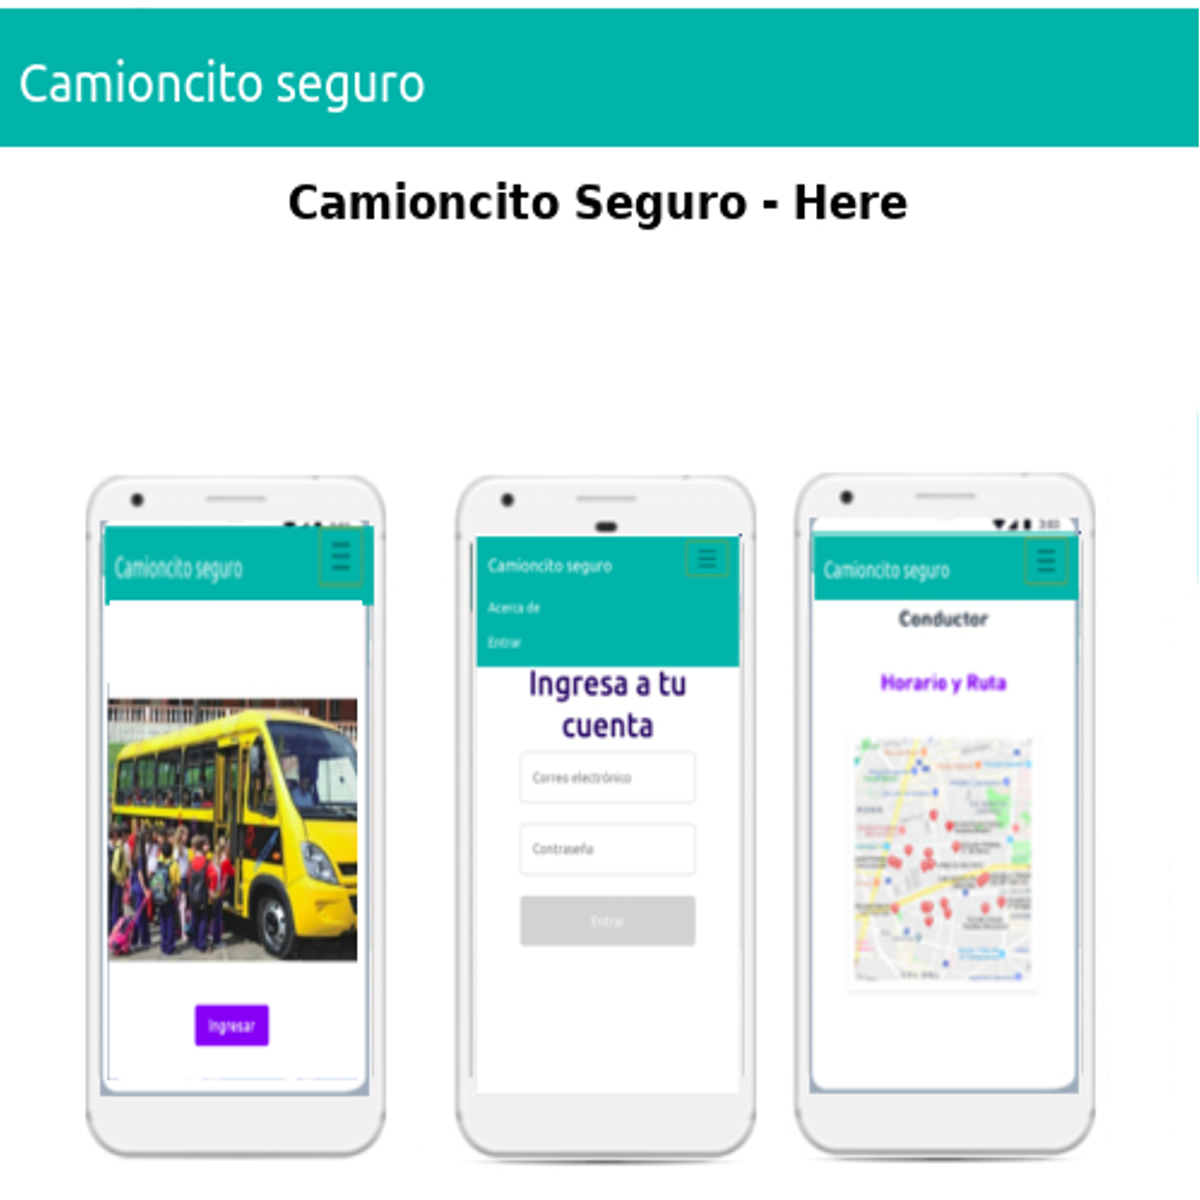 Camioncito seguro
Camioncito Seguro - Here
Camioncito seguro
Ingresar
Camioncito seguro
Acerca de
Entrar
Ingresa a tu
cuenta
Correo electrónico
Contraseña
Entrar
Camioncito seguro
Conductor
Horario y Ruta